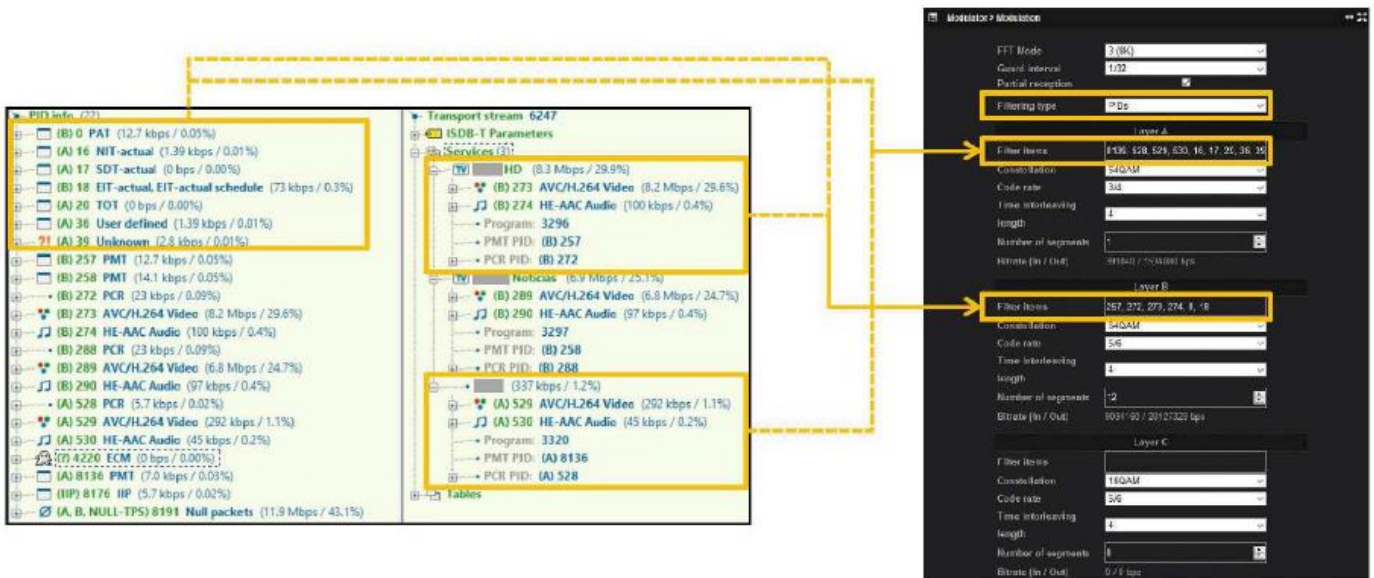 PID info (22)
(B) 0 PAT (12.7 kbps / 0.05%)
(A) 16 NIT-actual (1.39 kbps / 0.01%)
(A) 17 SDT-actual (0 bps / 0.00%)
(B) 18 EIT-actual, EIT-actual schedule (73 kbps / 0.3%)
(A) 20 TOT (0 bps / 0.00%)
(A) 36 User defined (1.39 kbps / 0.01%)
?! (A) 39 Unknown (2.8 kbps / 0.01%)
(B) 257 PMT (12.7 kbps / 0.05%)
(B) 258 PMT (14.1 kbps / 0.05%)
(B) 272 PCR (23 kbps / 0.09%)
(B) 273 AVC/H.264 Video (8.2 Mbps / 29.6%)
(B) 274 HE-AAC Audio (100 kbps / 0.4%)
(B) 288 PCR (23 kbps / 0.09%)
(B) 289 AVC/H.264 Video (6.8 Mbps / 24.7%)
(B) 290 HE-AAC Audio (97 kbps / 0.4%)
(A) 528 PCR (5.7 kbps / 0.02%)
(A) 529 AVC/H.264 Video (292 kbps / 1.1%)
(A) 530 HE-AAC Audio (45 kbps / 0.2%)
(?) 4220 ECM (0 bps / 0.00%)
(A) 8136 PMT (7.0 kbps / 0.03%)
(IIP) 8176 IIP (5.7 kbps / 0.02%)
(A, B, NULL-TPS) 8191 Null packets (11.9 Mbps / 43.1%)
Transport stream 6247
ISDB-T Parameters
Services (3)
TV HD (8.3 Mbps / 29.9%)
(B) 273 AVC/H.264 Video (8.2 Mbps / 29.6%)
(B) 274 HE-AAC Audio (100 kbps / 0.4%)
Program: 3296
PMT PID: (B) 257
PCR PID: (B) 272
TV Noticias (6.9 Mbps / 25.1%)
(B) 289 AVC/H.264 Video (6.8 Mbps / 24.7%)
(B) 290 HE-AAC Audio (97 kbps / 0.4%)
Program: 3297
PMT PID: (B) 258
PCR PID: (B) 288
(337 kbps / 1.2%)
(A) 529 AVC/H.264 Video (292 kbps / 1.1%)
(A) 530 HE-AAC Audio (45 kbps / 0.2%)
Program: 3320
PMT PID: (A) 8136
PCR PID: (A) 528
Tables
Modulator > Modulation
FFT Mode 3 (8K)
Guard interval 1/32
Partial reception
Filtering type PIDs
Layer A
Filter items 8136, 528, 529, 530, 16, 17, 20, 36, 39
Constellation 64QAM
Code rate 3/4
Time interleaving length 4
Number of segments 1
Bitrate (In / Out) bps
Layer B
Filter items 257, 272, 273, 274, 0, 18
Constellation 64QAM
Code rate 5/6
Time interleaving length 4
Number of segments 12
Bitrate (In / Out) bps
Layer C
Filter items
Constellation 16QAM
Code rate 5/6
Time interleaving length 4
Number of segments
Bitrate (In / Out) 0 / 0 bps